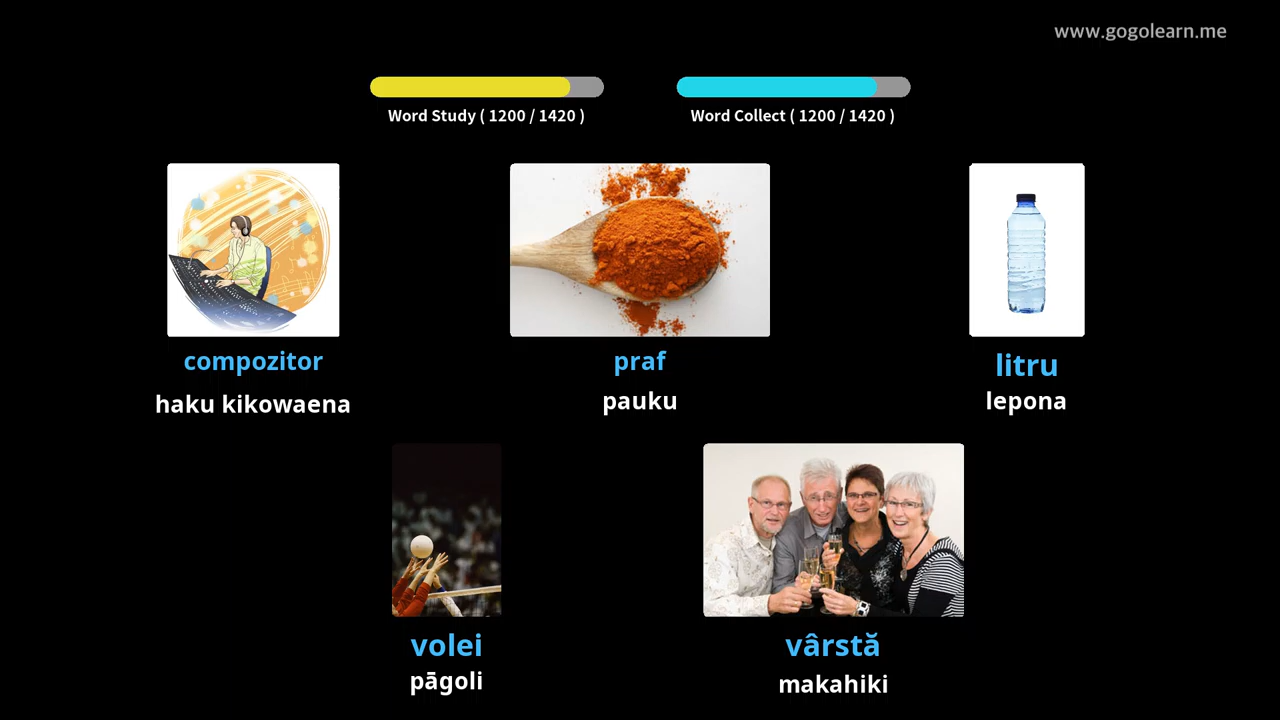 www.gogolearn.me
Word Study ( 1200 / 1420 )
Word Collect ( 1200 / 1420 )
compozitor
haku kikowaena
praf
pauku
litru
lepona
volei
pāgoli
vârstă
makahiki